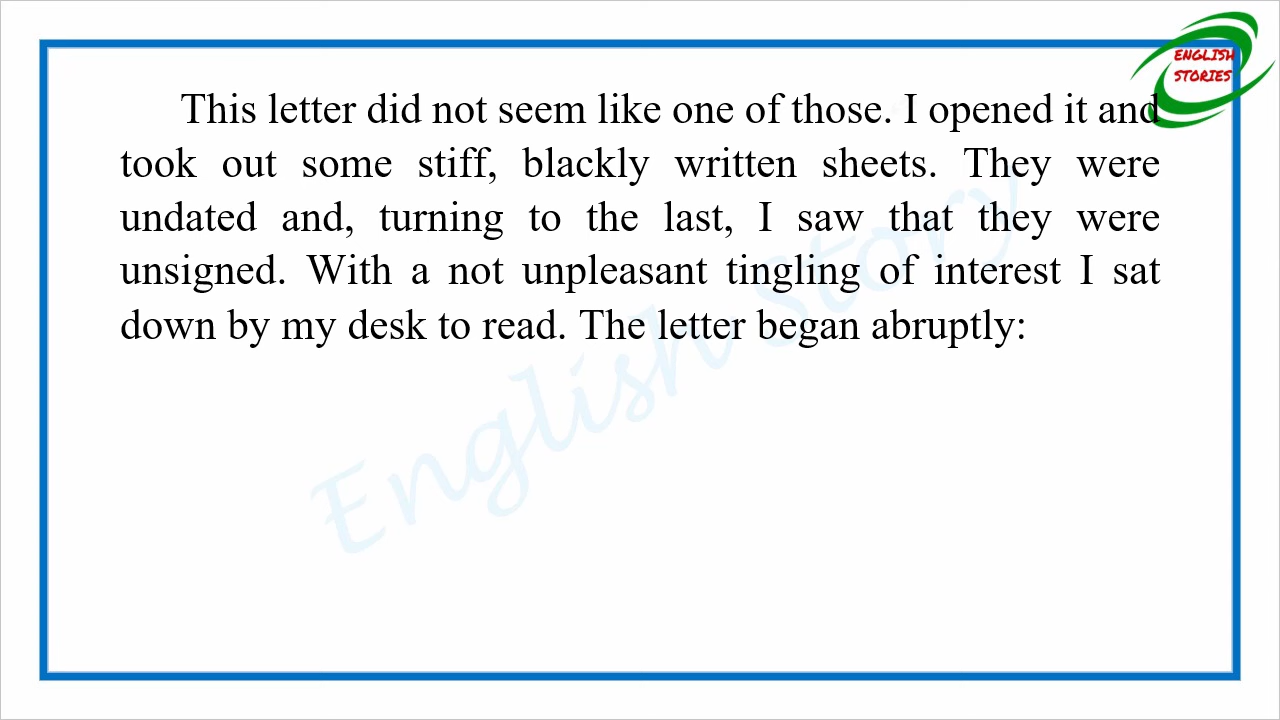 ENGLISH
STORIES
This letter did not seem like one of those. I opened it and
took out some stiff, blackly written sheets. They were
undated and, turning to the last, I saw that they were
unsigned. With a not unpleasant tingling of interest I sat
down by my desk to read. The letter began abruptly:
English Story